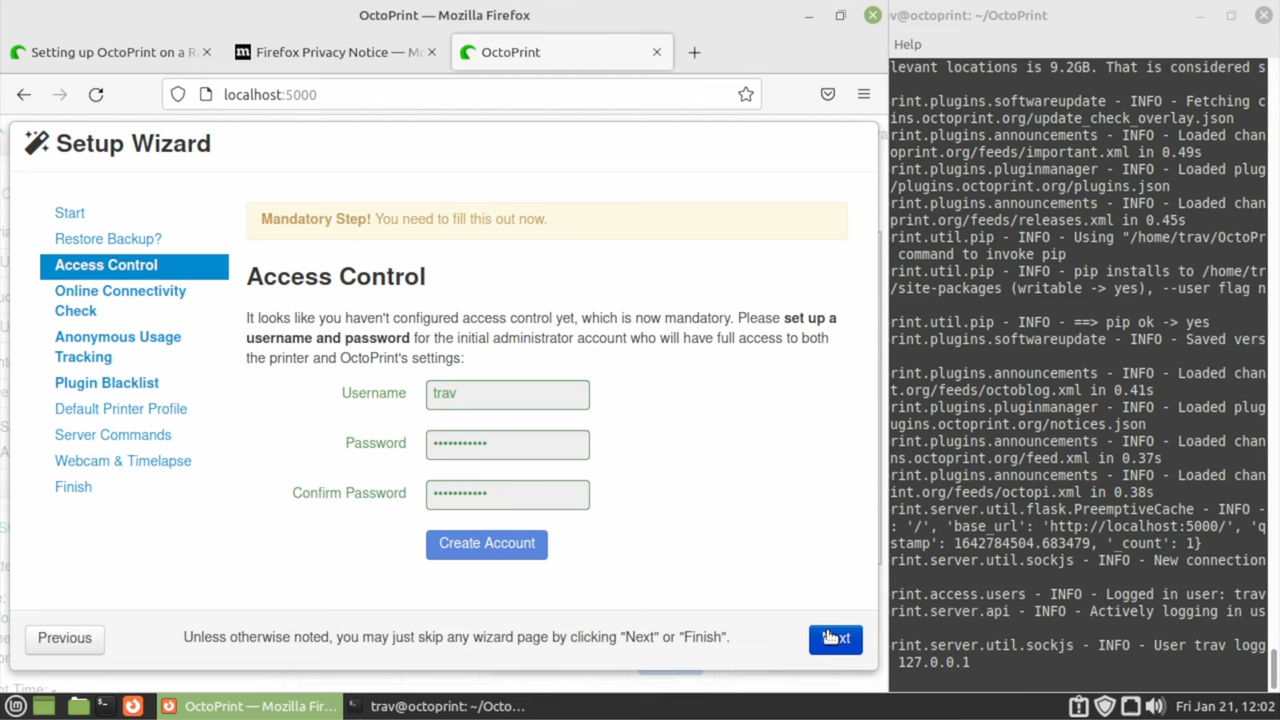 OctoPrint — Mozilla Firefox
Setting up OctoPrint on a R
Firefox Privacy Notice — Mo
OctoPrint
localhost:5000
Setup Wizard
Start
Restore Backup?
Access Control
Online Connectivity
Check
Anonymous Usage
Tracking
Plugin Blacklist
Default Printer Profile
Server Commands
Webcam & Timelapse
Finish
Mandatory Step! You need to fill this out now.
Access Control
It looks like you haven't configured access control yet, which is now mandatory. Please set up a
username and password for the initial administrator account who will have full access to both
the printer and OctoPrint's settings:
Username
trav
Password
•••••••••••
Confirm Password
•••••••••••
Create Account
Previous
Unless otherwise noted, you may just skip any wizard page by clicking "Next" or "Finish".
v@octoprint: ~/OctoPrint
Help
levant locations is 9.2GB. That is considered s
rint.plugins.softwareupdate - INFO - Fetching c
ins.octoprint.org/update_check_overlay.json
rint.plugins.announcements - INFO - Loaded chan
oprint.org/feeds/important.xml in 0.49s
rint.plugins.pluginmanager - INFO - Loaded plug
/plugins.octoprint.org/plugins.json
rint.plugins.announcements - INFO - Loaded chan
print.org/feeds/releases.xml in 0.45s
rint.util.pip - INFO - Using "/home/trav/OctoPr
command to invoke pip
rint.util.pip - INFO - pip installs to /home/tr
/site-packages (writable -> yes), --user flag n
rint.util.pip - INFO - ==> pip ok -> yes
rint.plugins.softwareupdate - INFO - Saved vers
rint.plugins.announcements - INFO - Loaded chan
t.org/feeds/octoblog.xml in 0.41s
rint.plugins.pluginmanager - INFO - Loaded plug
ugins.octoprint.org/notices.json
rint.plugins.announcements - INFO - Loaded chan
ns.octoprint.org/feed.xml in 0.37s
rint.plugins.announcements - INFO - Loaded chan
int.org/feeds/octopi.xml in 0.38s
rint.server.util.flask.PreemptiveCache - INFO -
: '/', 'base_url': 'http://localhost:5000/', 'q
stamp': 1642784504.683479, '_count': 1}
rint.server.util.sockjs - INFO - New connection
rint.access.users - INFO - Logged in user: trav
rint.server.api - INFO - Actively logging in us
rint.server.util.sockjs - INFO - User trav logg
127.0.0.1
OctoPrint — Mozilla Fir...
trav@octoprint: ~/Octo...
Fri Jan 21, 12:02